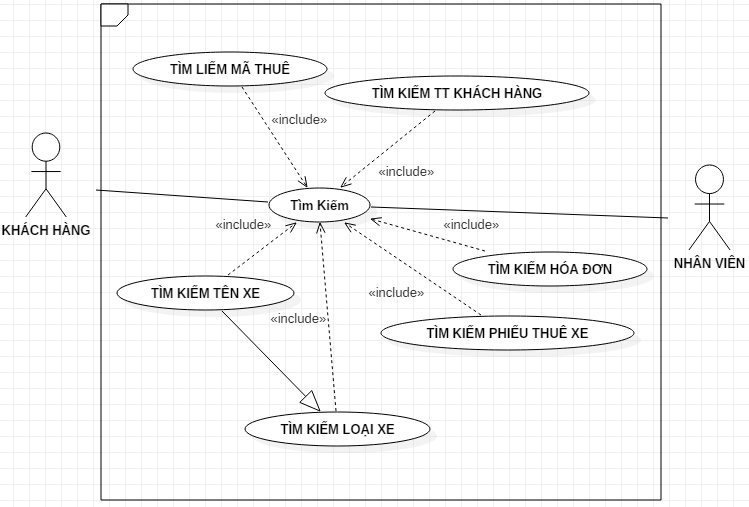 TÌM LIẾM MÃ THUÊ
TÌM KIẾM TT KHÁCH HÀNG
«include»
«include»
KHÁCH HÀNG
Tìm Kiếm
«include»
«include»
NHÂN VIÊN
TÌM KIẾM HÓA ĐƠN
TÌM KIẾM TÊN XE
«include»
«include»
TÌM KIẾM PHIẾU THUÊ XE
TÌM KIẾM LOẠI XE